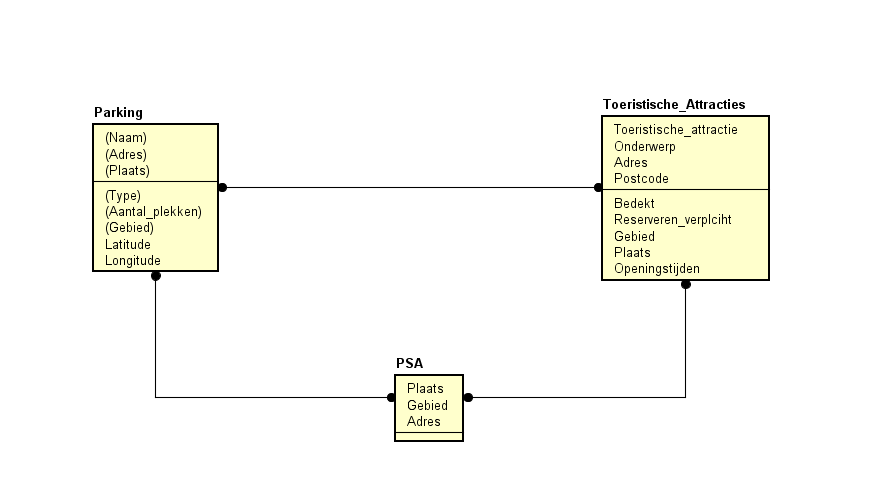 Parking
(Naam)
(Adres)
(Plaats)
(Type)
(Aantal_plekken)
(Gebied)
Latitude
Longitude
Toeristische_Attracties
Toeristische_attractie
Onderwerp
Adres
Postcode
Bedekt
Reserveren_verplciht
Gebied
Plaats
Openingstijden
PSA
Plaats
Gebied
Adres